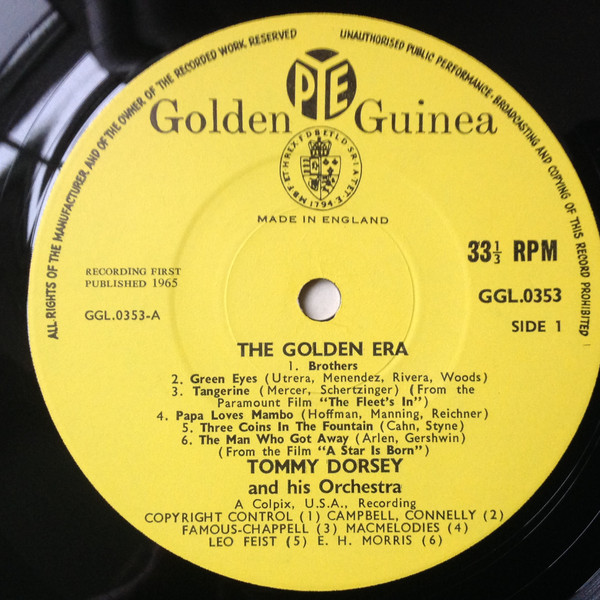 ALL RIGHTS OF THE MANUFACTURER AND OF THE OWNER OF THE RECORDED WORK RESERVED
UNAUTHORISED PUBLIC PERFORMANCE · BROADCASTING AND COPYING OF THIS RECORD PROHIBITED
PYE
Golden Guinea
MADE IN ENGLAND
RECORDING FIRST
PUBLISHED 1965
33⅓ RPM
GGL.0353-A
GGL.0353
SIDE 1
THE GOLDEN ERA
1. Brothers
2. Green Eyes (Utrera, Menendez, Rivera, Woods)
3. Tangerine (Mercer, Schertzinger) (From the
Paramount Film "The Fleet's In")
4. Papa Loves Mambo (Hoffman, Manning, Reichner)
5. Three Coins In The Fountain (Cahn, Styne)
6. The Man Who Got Away (Arlen, Gershwin)
(From the Film "A Star Is Born")
TOMMY DORSEY
and his Orchestra
A Colpix, U.S.A., Recording
COPYRIGHT CONTROL (1) CAMPBELL, CONNELLY (2)
FAMOUS-CHAPPELL (3) MACMELODIES (4)
LEO FEIST (5) E. H. MORRIS (6)